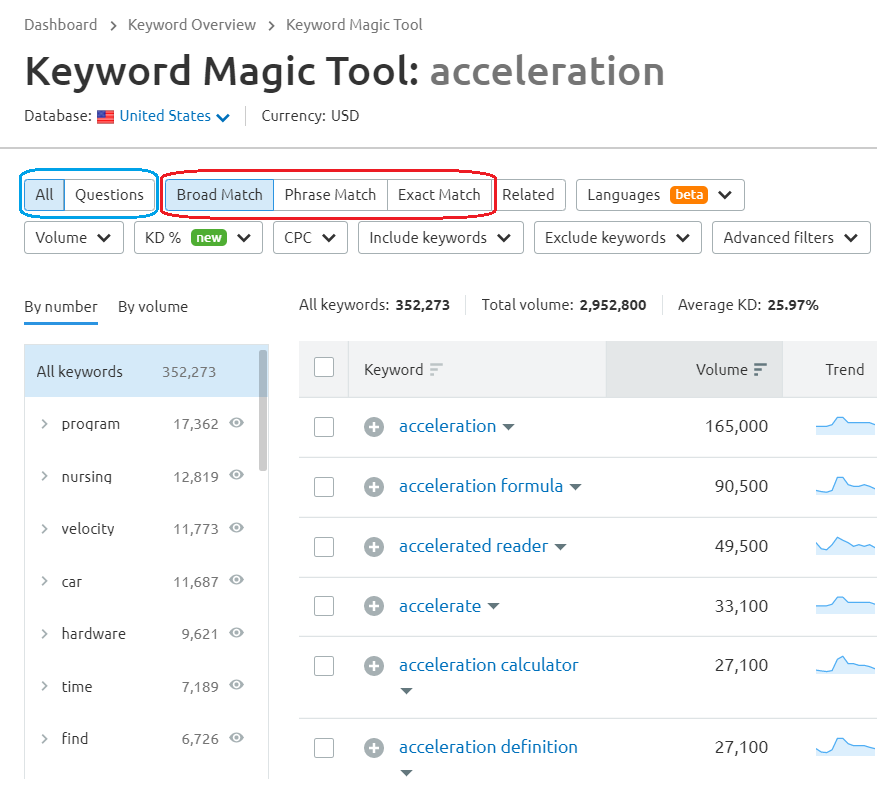 Dashboard > Keyword Overview > Keyword Magic Tool
Keyword Magic Tool: acceleration
Database: United States Currency: USD
All Questions Broad Match Phrase Match Exact Match Related Languages beta
Volume KD % new CPC Include keywords Exclude keywords Advanced filters
By number By volume
All keywords: 352,273 Total volume: 2,952,800 Average KD: 25.97%
All keywords 352,273
program 17,362
nursing 12,819
velocity 11,773
car 11,687
hardware 9,621
time 7,189
find 6,726
Keyword Volume Trend
acceleration 165,000
acceleration formula 90,500
accelerated reader 49,500
accelerate 33,100
acceleration calculator 27,100
acceleration definition 27,100